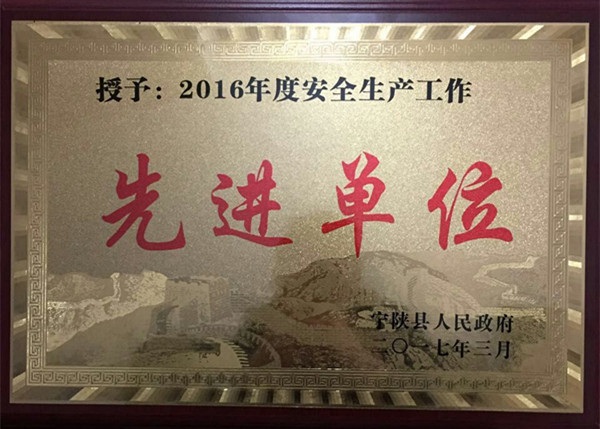 授予：2016年度安全生产工作
先进单位
宁陕县人民政府
二〇一七年三月